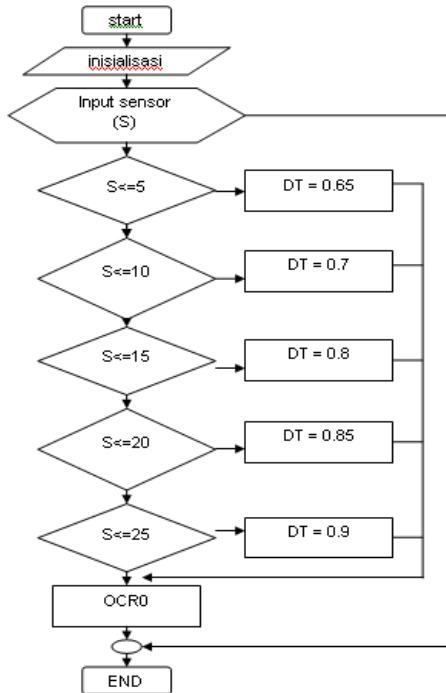 start
inisialisasi
Input sensor
(S)
S<=5
DT = 0.65
S<=10
DT = 0.7
S<=15
DT = 0.8
S<=20
DT = 0.85
S<=25
DT = 0.9
OCR0
END